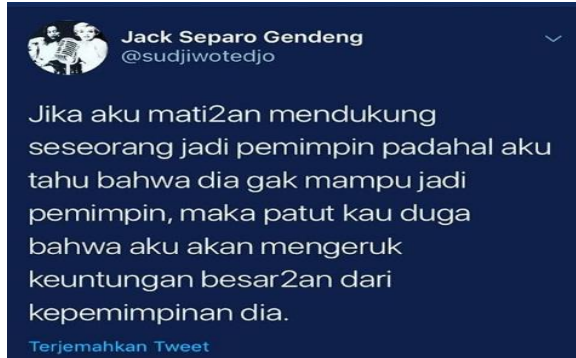 Jack Separo Gendeng
@sudjiwotedjo
Jika aku mati2an mendukung
seseorang jadi pemimpin padahal aku
tahu bahwa dia gak mampu jadi
pemimpin, maka patut kau duga
bahwa aku akan mengeruk
keuntungan besar2an dari
kepemimpinan dia.
Terjemahkan Tweet